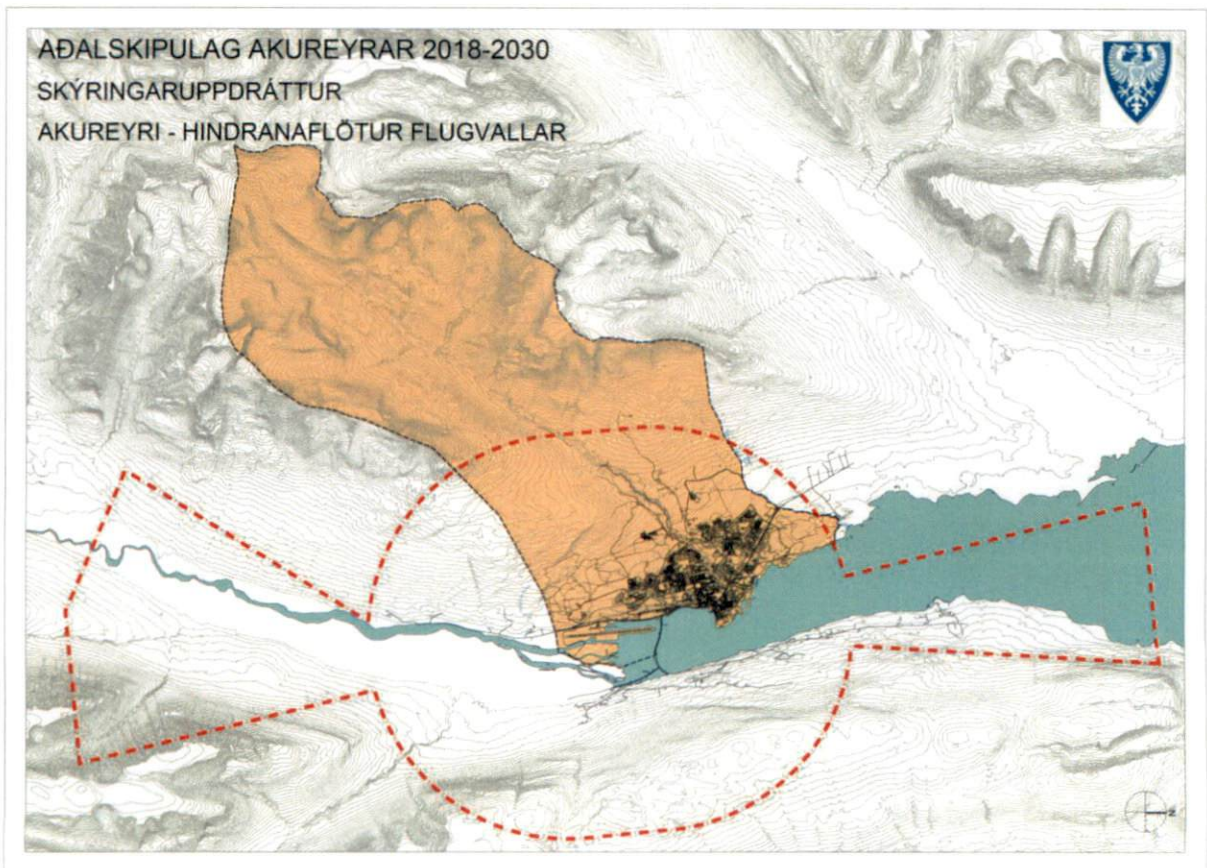 AÐALSKIPULAG AKUREYRAR 2018-2030
SKÝRINGARUPPDRÁTTUR
AKUREYRI - HINDRANAFLÖTUR FLUGVALLAR
N